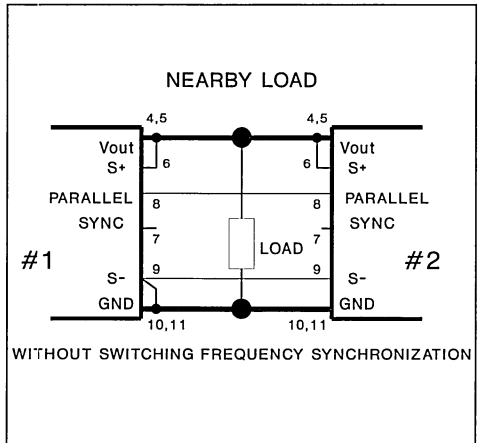 NEARBY LOAD
4,5 4,5
Vout Vout
S+ 6 6 S+
PARALLEL PARALLEL
8 8
SYNC SYNC
7 7
#1 LOAD #2
9 9
S- S-
GND GND
10,11 10,11
WITHOUT SWITCHING FREQUENCY SYNCHRONIZATION